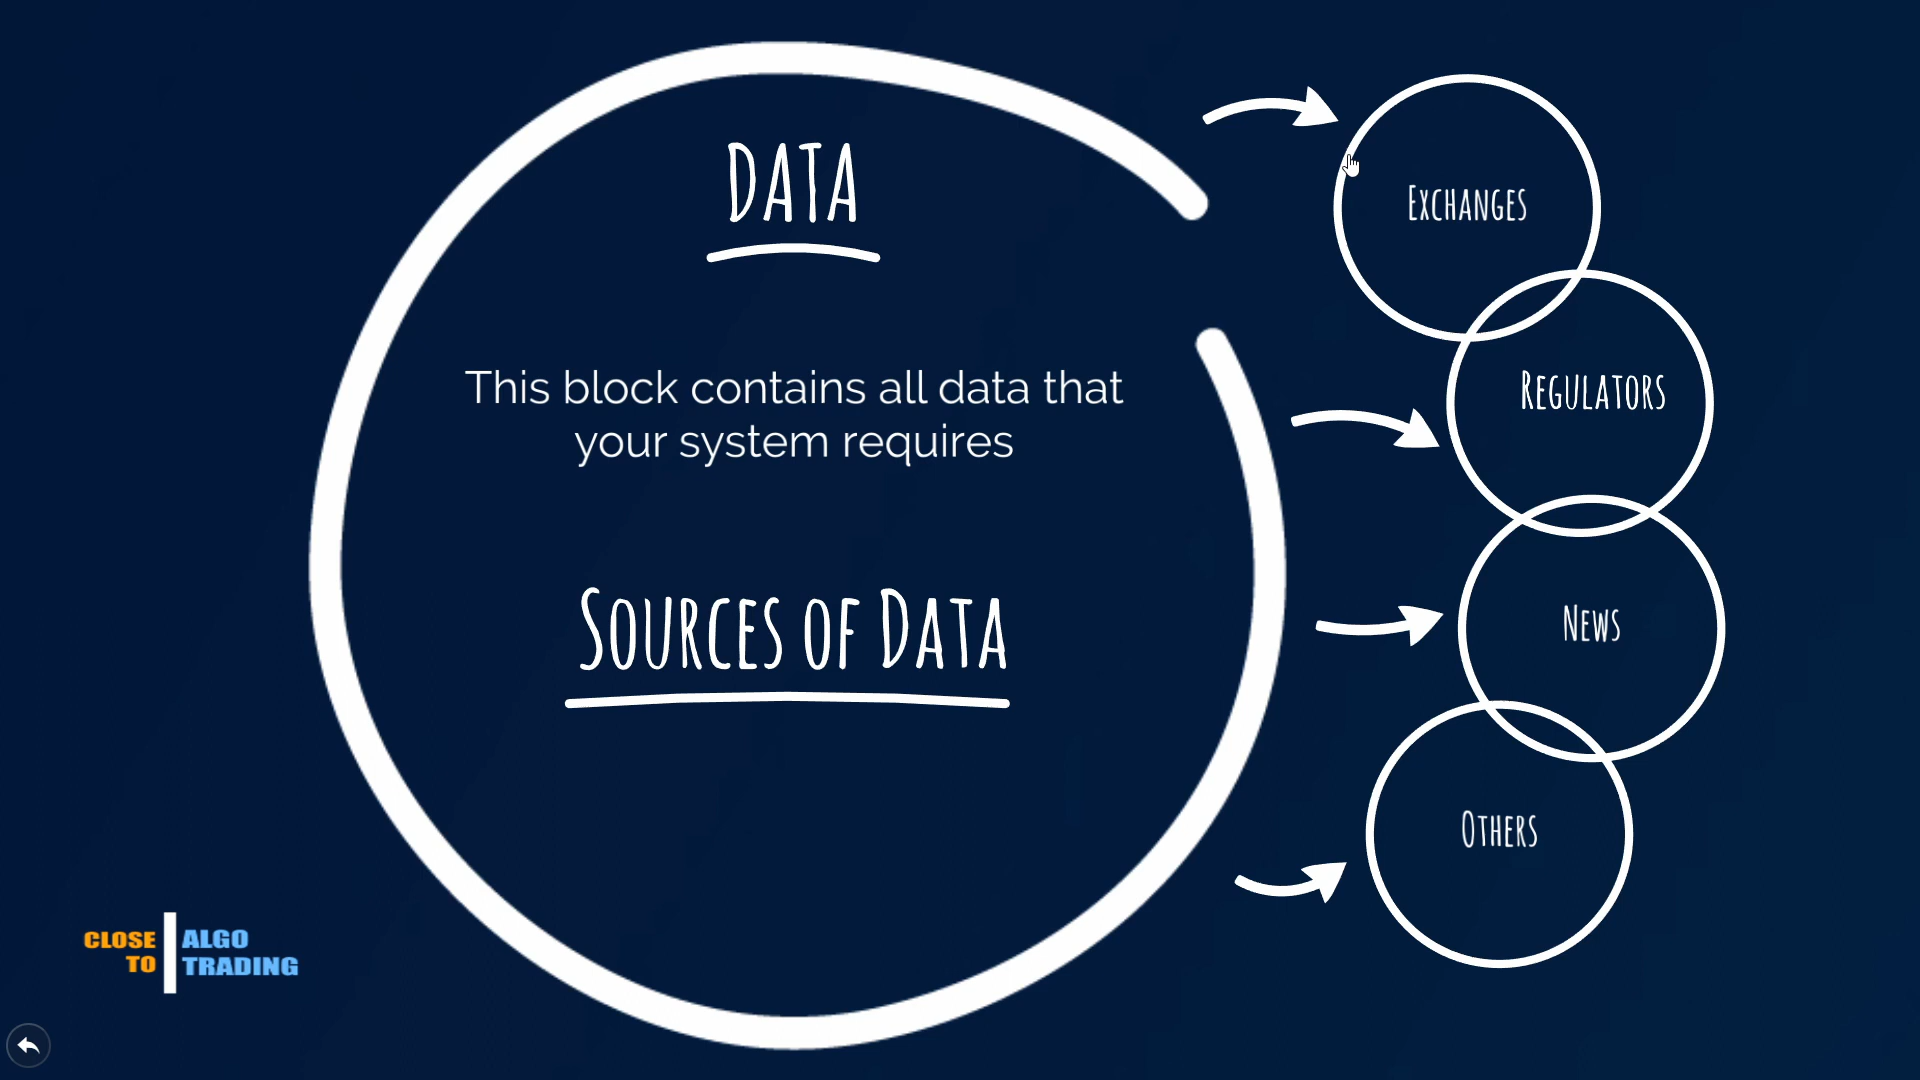 DATA
This block contains all data that
your system requires
SOURCES OF DATA
EXCHANGES
REGULATORS
NEWS
OTHERS
CLOSE
TO
ALGO
TRADING